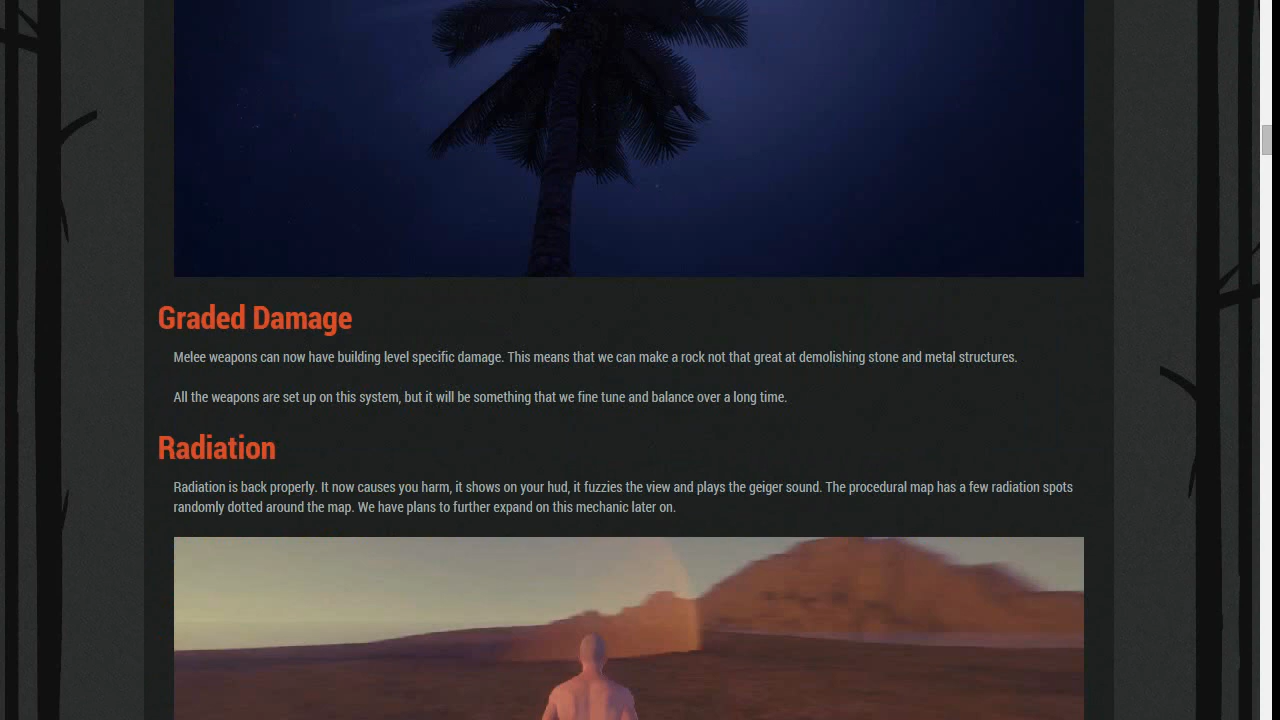 Graded Damage
Melee weapons can now have building level specific damage. This means that we can make a rock not that great at demolishing stone and metal structures.
All the weapons are set up on this system, but it will be something that we fine tune and balance over a long time.
Radiation
Radiation is back properly. It now causes you harm, it shows on your hud, it fuzzies the view and plays the geiger sound. The procedural map has a few radiation spots
randomly dotted around the map. We have plans to further expand on this mechanic later on.